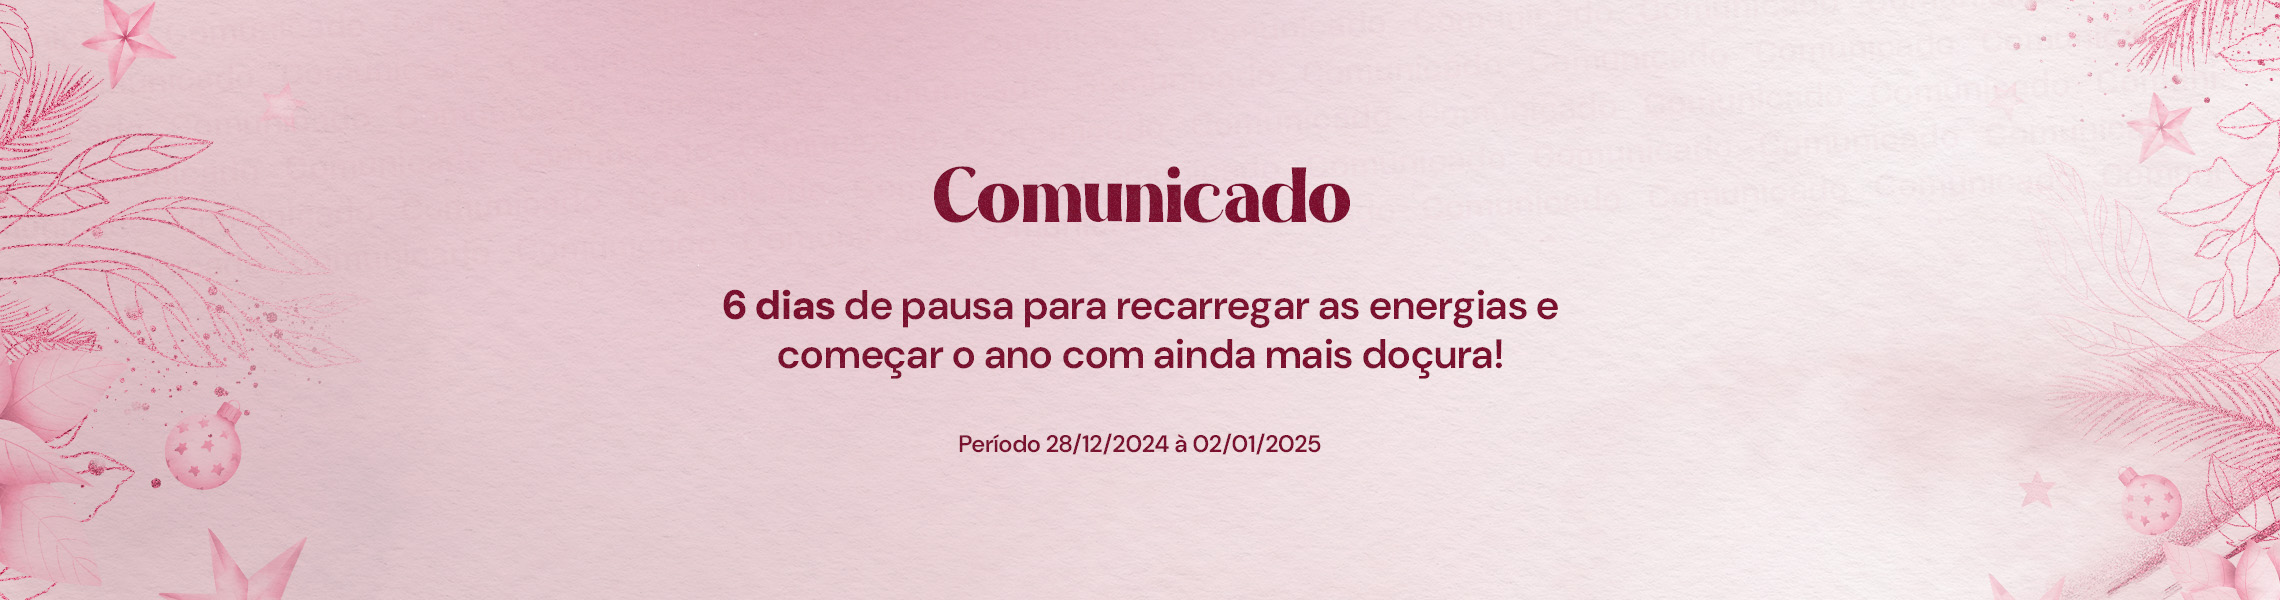 Comunicado
6 dias de pausa para recarregar as energias e
começar o ano com ainda mais doçura!
Período 28/12/2024 à 02/01/2025